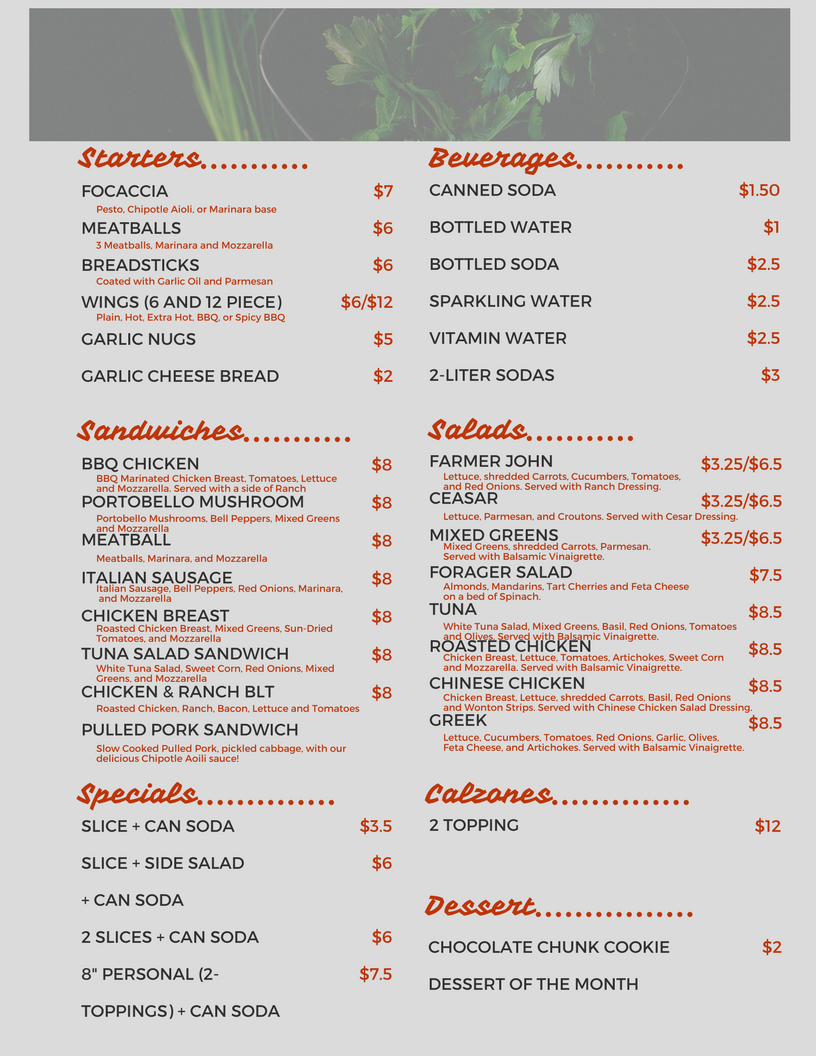 Starters...........
FOCACCIA $7
Pesto, Chipotle Aioli, or Marinara base
MEATBALLS $6
3 Meatballs, Marinara and Mozzarella
BREADSTICKS $6
Coated with Garlic Oil and Parmesan
WINGS (6 AND 12 PIECE) $6/$12
Plain, Hot, Extra Hot, BBQ, or Spicy BBQ
GARLIC NUGS $5
GARLIC CHEESE BREAD $2
Sandwiches...........
BBQ CHICKEN $8
BBQ Marinated Chicken Breast, Tomatoes, Lettuce
and Mozzarella. Served with a side of Ranch
PORTOBELLO MUSHROOM $8
Portobello Mushrooms, Bell Peppers, Mixed Greens
and Mozzarella
MEATBALL $8
Meatballs, Marinara, and Mozzarella
ITALIAN SAUSAGE $8
Italian Sausage, Bell Peppers, Red Onions, Marinara,
and Mozzarella
CHICKEN BREAST $8
Roasted Chicken Breast, Mixed Greens, Sun-Dried
Tomatoes, and Mozzarella
TUNA SALAD SANDWICH $8
White Tuna Salad, Sweet Corn, Red Onions, Mixed
Greens, and Mozzarella
CHICKEN & RANCH BLT $8
Roasted Chicken, Ranch, Bacon, Lettuce and Tomatoes
PULLED PORK SANDWICH
Slow Cooked Pulled Pork, pickled cabbage, with our
delicious Chipotle Aoili sauce!
Specials..............
SLICE + CAN SODA $3.5
SLICE + SIDE SALAD $6
+ CAN SODA
2 SLICES + CAN SODA $6
8" PERSONAL (2- $7.5
TOPPINGS) + CAN SODA
Beverages...........
CANNED SODA $1.50
BOTTLED WATER $1
BOTTLED SODA $2.5
SPARKLING WATER $2.5
VITAMIN WATER $2.5
2-LITER SODAS $3
Salads...........
FARMER JOHN $3.25/$6.5
Lettuce, shredded Carrots, Cucumbers, Tomatoes,
and Red Onions. Served with Ranch Dressing.
CEASAR $3.25/$6.5
Lettuce, Parmesan, and Croutons. Served with Cesar Dressing.
MIXED GREENS $3.25/$6.5
Mixed Greens, shredded Carrots, Parmesan.
Served with Balsamic Vinaigrette.
FORAGER SALAD $7.5
Almonds, Mandarins, Tart Cherries and Feta Cheese
on a bed of Spinach.
TUNA $8.5
White Tuna Salad, Mixed Greens, Basil, Red Onions, Tomatoes
and Olives. Served with Balsamic Vinaigrette.
ROASTED CHICKEN $8.5
Chicken Breast, Lettuce, Tomatoes, Artichokes, Sweet Corn
and Mozzarella. Served with Balsamic Vinaigrette.
CHINESE CHICKEN $8.5
Chicken Breast, Lettuce, shredded Carrots, Basil, Red Onions
and Wonton Strips. Served with Chinese Chicken Salad Dressing.
GREEK $8.5
Lettuce, Cucumbers, Tomatoes, Red Onions, Garlic, Olives,
Feta Cheese, and Artichokes. Served with Balsamic Vinaigrette.
Calzones..............
2 TOPPING $12
Dessert................
CHOCOLATE CHUNK COOKIE $2
DESSERT OF THE MONTH